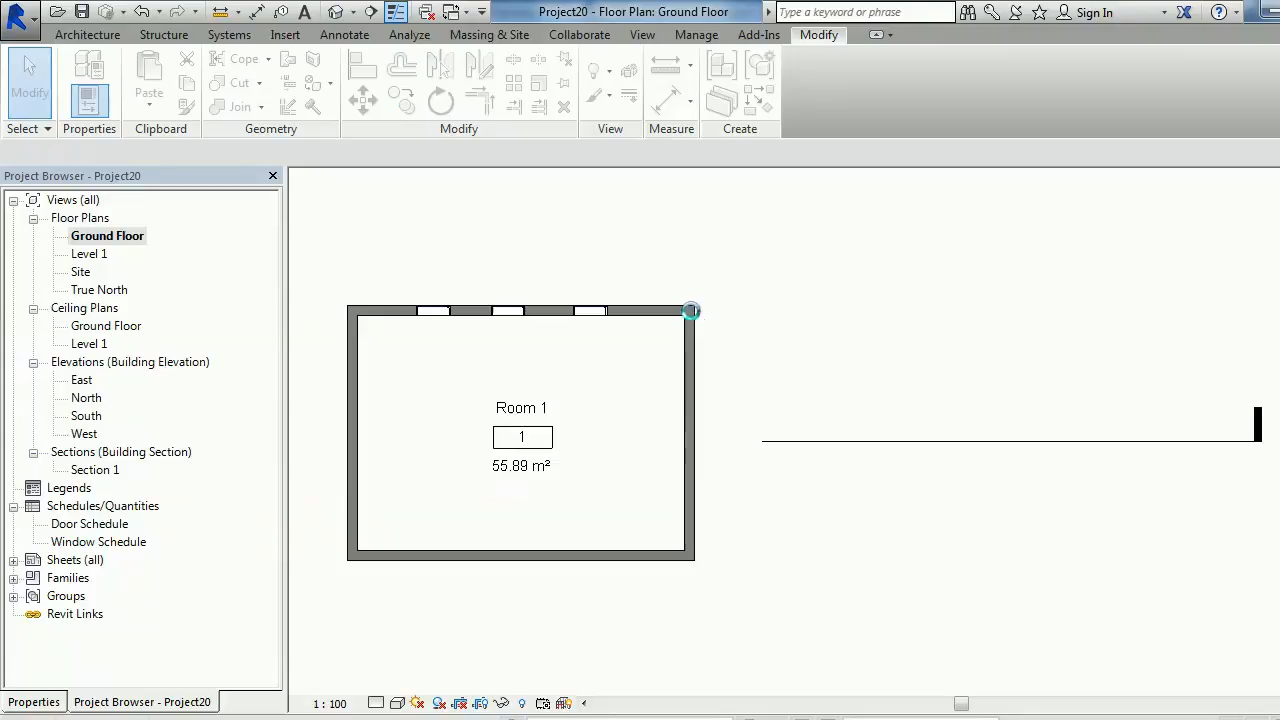 Project20 - Floor Plan: Ground Floor
Type a keyword or phrase
Sign In
Architecture Structure Systems Insert Annotate Analyze Massing & Site Collaborate View Manage Add-Ins Modify
Modify
Paste
Cope
Cut
Join
Select Properties Clipboard Geometry Modify View Measure Create
Project Browser - Project20
Views (all)
Floor Plans
Ground Floor
Level 1
Site
True North
Ceiling Plans
Ground Floor
Level 1
Elevations (Building Elevation)
East
North
South
West
Sections (Building Section)
Section 1
Legends
Schedules/Quantities
Door Schedule
Window Schedule
Sheets (all)
Families
Groups
Revit Links
Room 1
1
55.89 m²
Properties
Project Browser - Project20
1 : 100